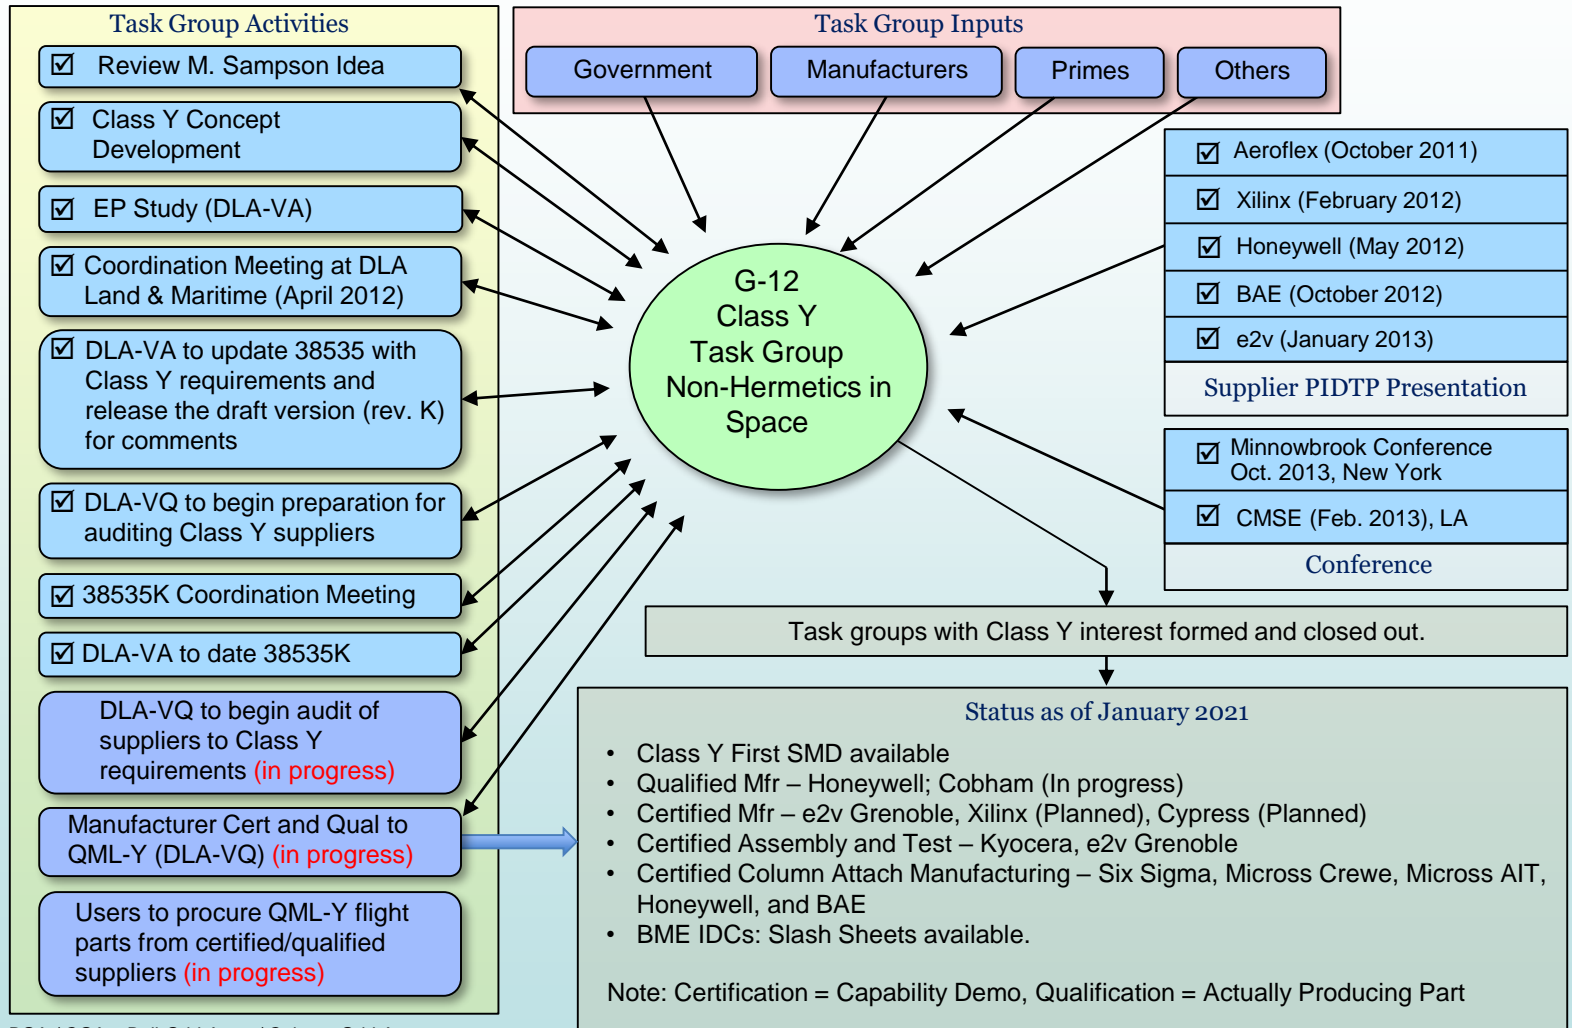 Task Group Activities
☑ Review M. Sampson Idea
☑ Class Y Concept
Development
☑ EP Study (DLA-VA)
☑ Coordination Meeting at DLA
Land & Maritime (April 2012)
☑ DLA-VA to update 38535 with
Class Y requirements and
release the draft version (rev. K)
for comments
☑ DLA-VQ to begin preparation for
auditing Class Y suppliers
☑ 38535K Coordination Meeting
☑ DLA-VA to date 38535K
DLA-VQ to begin audit of
suppliers to Class Y
requirements (in progress)
Manufacturer Cert and Qual to
QML-Y (DLA-VQ) (in progress)
Users to procure QML-Y flight
parts from certified/qualified
suppliers (in progress)
Task Group Inputs
Government
Manufacturers
Primes
Others
G-12
Class Y
Task Group
Non-Hermetics in
Space
☑ Aeroflex (October 2011)
☑ Xilinx (February 2012)
☑ Honeywell (May 2012)
☑ BAE (October 2012)
☑ e2v (January 2013)
Supplier PIDTP Presentation
☑ Minnowbrook Conference
Oct. 2013, New York
☑ CMSE (Feb. 2013), LA
Conference
Task groups with Class Y interest formed and closed out.
Status as of January 2021
• Class Y First SMD available
• Qualified Mfr – Honeywell; Cobham (In progress)
• Certified Mfr – e2v Grenoble, Xilinx (Planned), Cypress (Planned)
• Certified Assembly and Test – Kyocera, e2v Grenoble
• Certified Column Attach Manufacturing – Six Sigma, Micross Crewe, Micross AIT,
Honeywell, and BAE
• BME IDCs: Slash Sheets available.
Note: Certification = Capability Demo, Qualification = Actually Producing Part